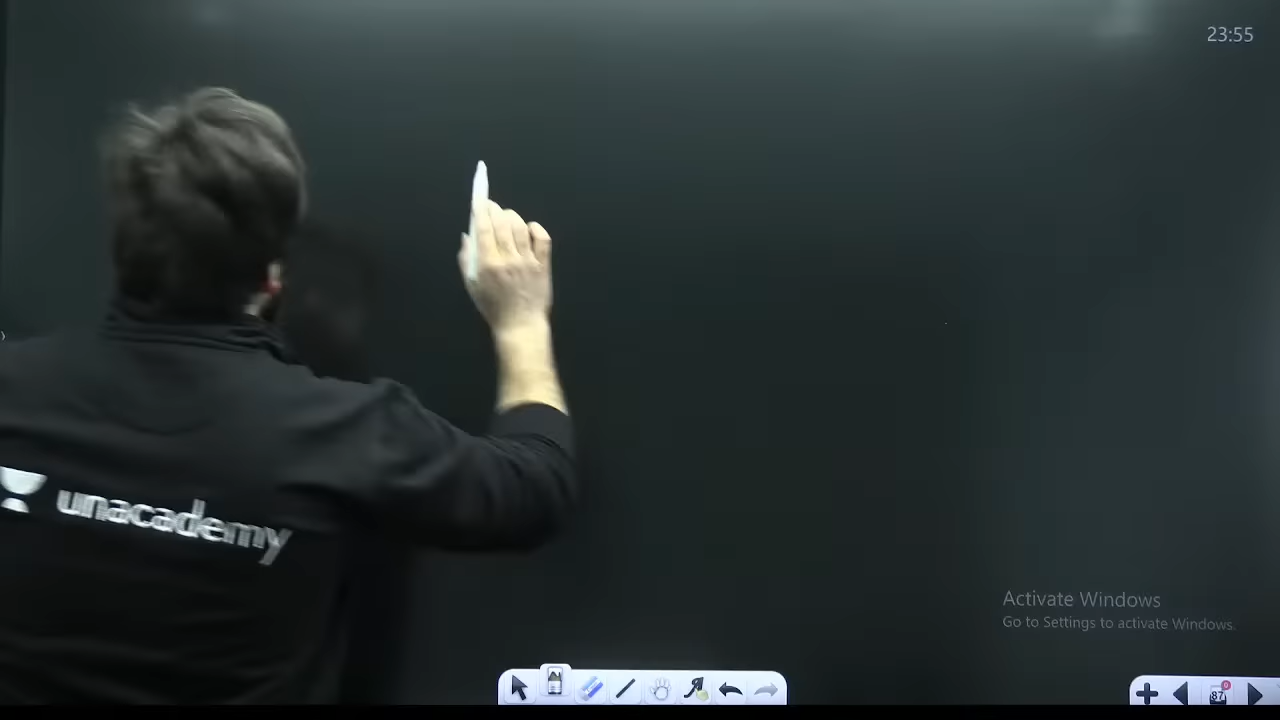 23:55
unacademy
Activate Windows
Go to Settings to activate Windows.
87